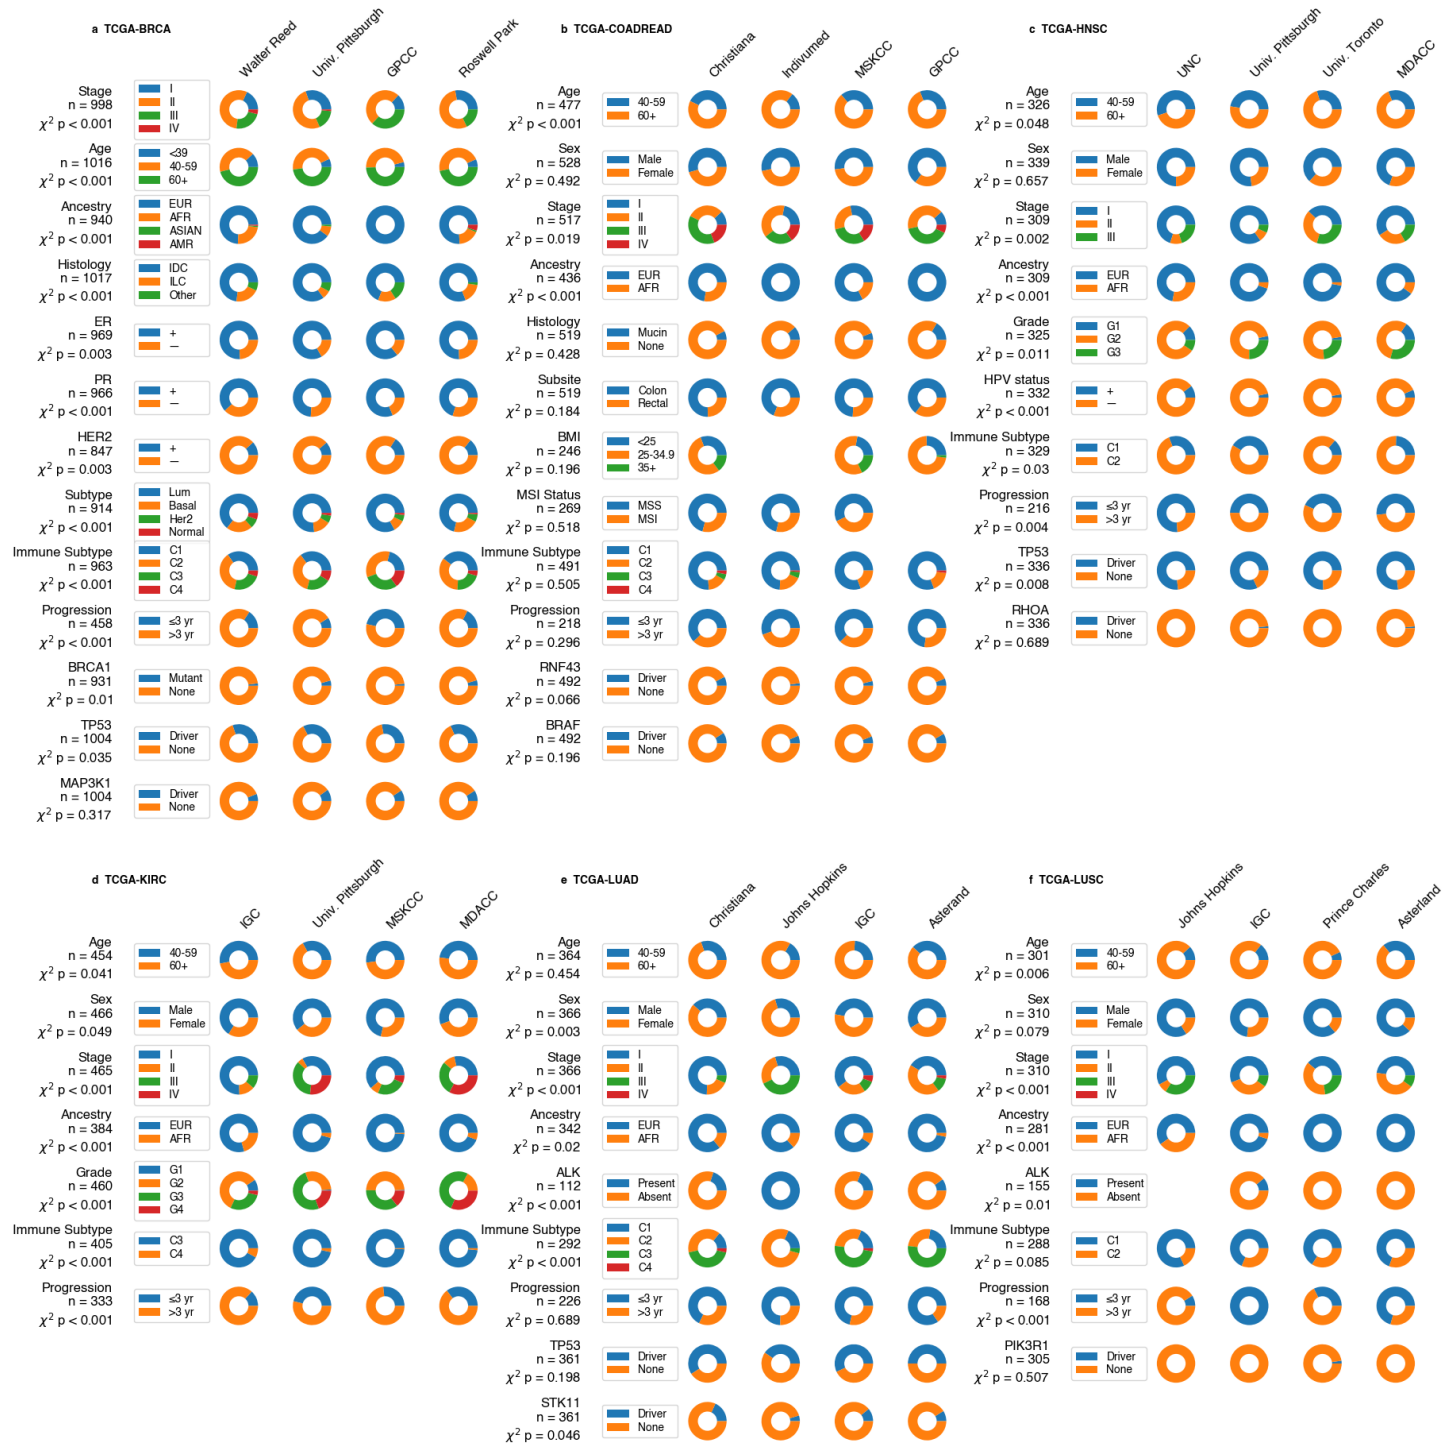 a TCGA-BRCA
Walter Reed
Univ. Pittsburgh
GPCC
Roswell Park
Stage
n = 998
χ² p < 0.001
I
II
III
IV
Age
n = 1016
χ² p < 0.001
<39
40-59
60+
Ancestry
n = 940
χ² p < 0.001
EUR
AFR
ASIAN
AMR
Histology
n = 1017
χ² p < 0.001
IDC
ILC
Other
ER
n = 969
χ² p = 0.003
+
—
PR
n = 966
χ² p < 0.001
+
—
HER2
n = 847
χ² p = 0.003
+
—
Subtype
n = 914
χ² p < 0.001
Lum
Basal
Her2
Normal
Immune Subtype
n = 963
χ² p < 0.001
C1
C2
C3
C4
Progression
n = 458
χ² p < 0.001
≤3 yr
>3 yr
BRCA1
n = 931
χ² p = 0.01
Mutant
None
TP53
n = 1004
χ² p = 0.035
Driver
None
MAP3K1
n = 1004
χ² p = 0.317
Driver
None
b TCGA-COADREAD
Christiana
Indivumed
MSKCC
GPCC
Age
n = 477
χ² p < 0.001
40-59
60+
Sex
n = 528
χ² p = 0.492
Male
Female
Stage
n = 517
χ² p = 0.019
I
II
III
IV
Ancestry
n = 436
χ² p < 0.001
EUR
AFR
Histology
n = 519
χ² p = 0.428
Mucin
None
Subsite
n = 519
χ² p = 0.184
Colon
Rectal
BMI
n = 246
χ² p = 0.196
<25
25-34.9
35+
MSI Status
n = 269
χ² p = 0.518
MSS
MSI
Immune Subtype
n = 491
χ² p = 0.505
C1
C2
C3
C4
Progression
n = 218
χ² p = 0.296
≤3 yr
>3 yr
RNF43
n = 492
χ² p = 0.066
Driver
None
BRAF
n = 492
χ² p = 0.196
Driver
None
c TCGA-HNSC
UNC
Univ. Pittsburgh
Univ. Toronto
MDACC
Age
n = 326
χ² p = 0.048
40-59
60+
Sex
n = 339
χ² p = 0.657
Male
Female
Stage
n = 309
χ² p = 0.002
I
II
III
Ancestry
n = 309
χ² p < 0.001
EUR
AFR
Grade
n = 325
χ² p = 0.011
G1
G2
G3
HPV status
n = 332
χ² p < 0.001
+
—
Immune Subtype
n = 329
χ² p = 0.03
C1
C2
Progression
n = 216
χ² p = 0.004
≤3 yr
>3 yr
TP53
n = 336
χ² p = 0.008
Driver
None
RHOA
n = 336
χ² p = 0.689
Driver
None
d TCGA-KIRC
IGC
Univ. Pittsburgh
MSKCC
MDACC
Age
n = 454
χ² p = 0.041
40-59
60+
Sex
n = 466
χ² p = 0.049
Male
Female
Stage
n = 465
χ² p < 0.001
I
II
III
IV
Ancestry
n = 384
χ² p < 0.001
EUR
AFR
Grade
n = 460
χ² p < 0.001
G1
G2
G3
G4
Immune Subtype
n = 405
χ² p < 0.001
C3
C4
Progression
n = 333
χ² p < 0.001
≤3 yr
>3 yr
e TCGA-LUAD
Christiana
Johns Hopkins
IGC
Asterand
Age
n = 364
χ² p = 0.454
40-59
60+
Sex
n = 366
χ² p = 0.003
Male
Female
Stage
n = 366
χ² p < 0.001
I
II
III
IV
Ancestry
n = 342
χ² p = 0.02
EUR
AFR
ALK
n = 112
χ² p < 0.001
Present
Absent
Immune Subtype
n = 292
χ² p < 0.001
C1
C2
C3
C4
Progression
n = 226
χ² p = 0.689
≤3 yr
>3 yr
TP53
n = 361
χ² p = 0.198
Driver
None
STK11
n = 361
χ² p = 0.046
Driver
None
f TCGA-LUSC
Johns Hopkins
IGC
Prince Charles
Asterland
Age
n = 301
χ² p = 0.006
40-59
60+
Sex
n = 310
χ² p = 0.079
Male
Female
Stage
n = 310
χ² p < 0.001
I
II
III
IV
Ancestry
n = 281
χ² p < 0.001
EUR
AFR
ALK
n = 155
χ² p = 0.01
Present
Absent
Immune Subtype
n = 288
χ² p = 0.085
C1
C2
Progression
n = 168
χ² p < 0.001
≤3 yr
>3 yr
PIK3R1
n = 305
χ² p = 0.507
Driver
None